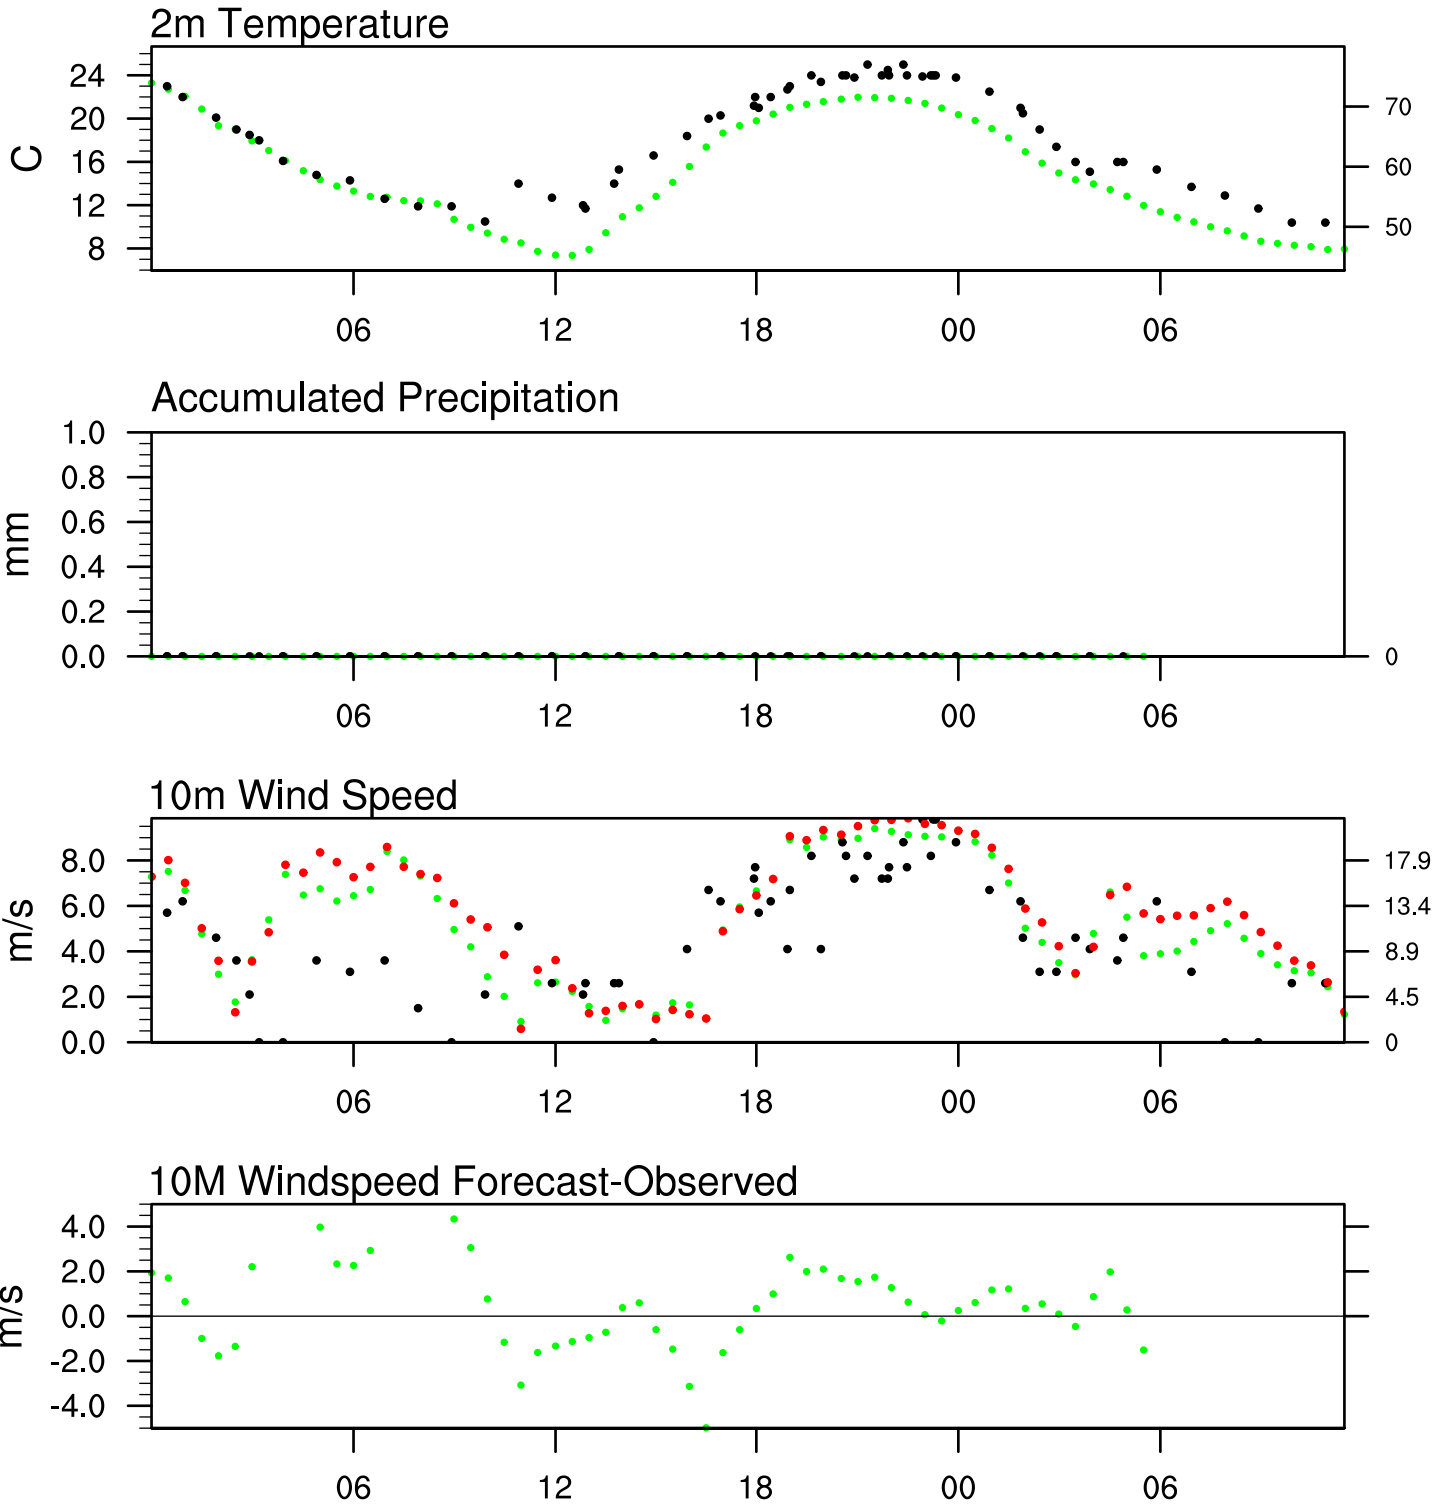 2m Temperature
24
20
16
12
8
C
70
60
50
06 12 18 00 06
Accumulated Precipitation
1.0
0.8
0.6
0.4
0.2
0.0
mm
0
06 12 18 00 06
10m Wind Speed
8.0
6.0
4.0
2.0
0.0
m/s
17.9
13.4
8.9
4.5
0
06 12 18 00 06
10M Windspeed Forecast-Observed
4.0
2.0
0.0
-2.0
-4.0
m/s
06 12 18 00 06